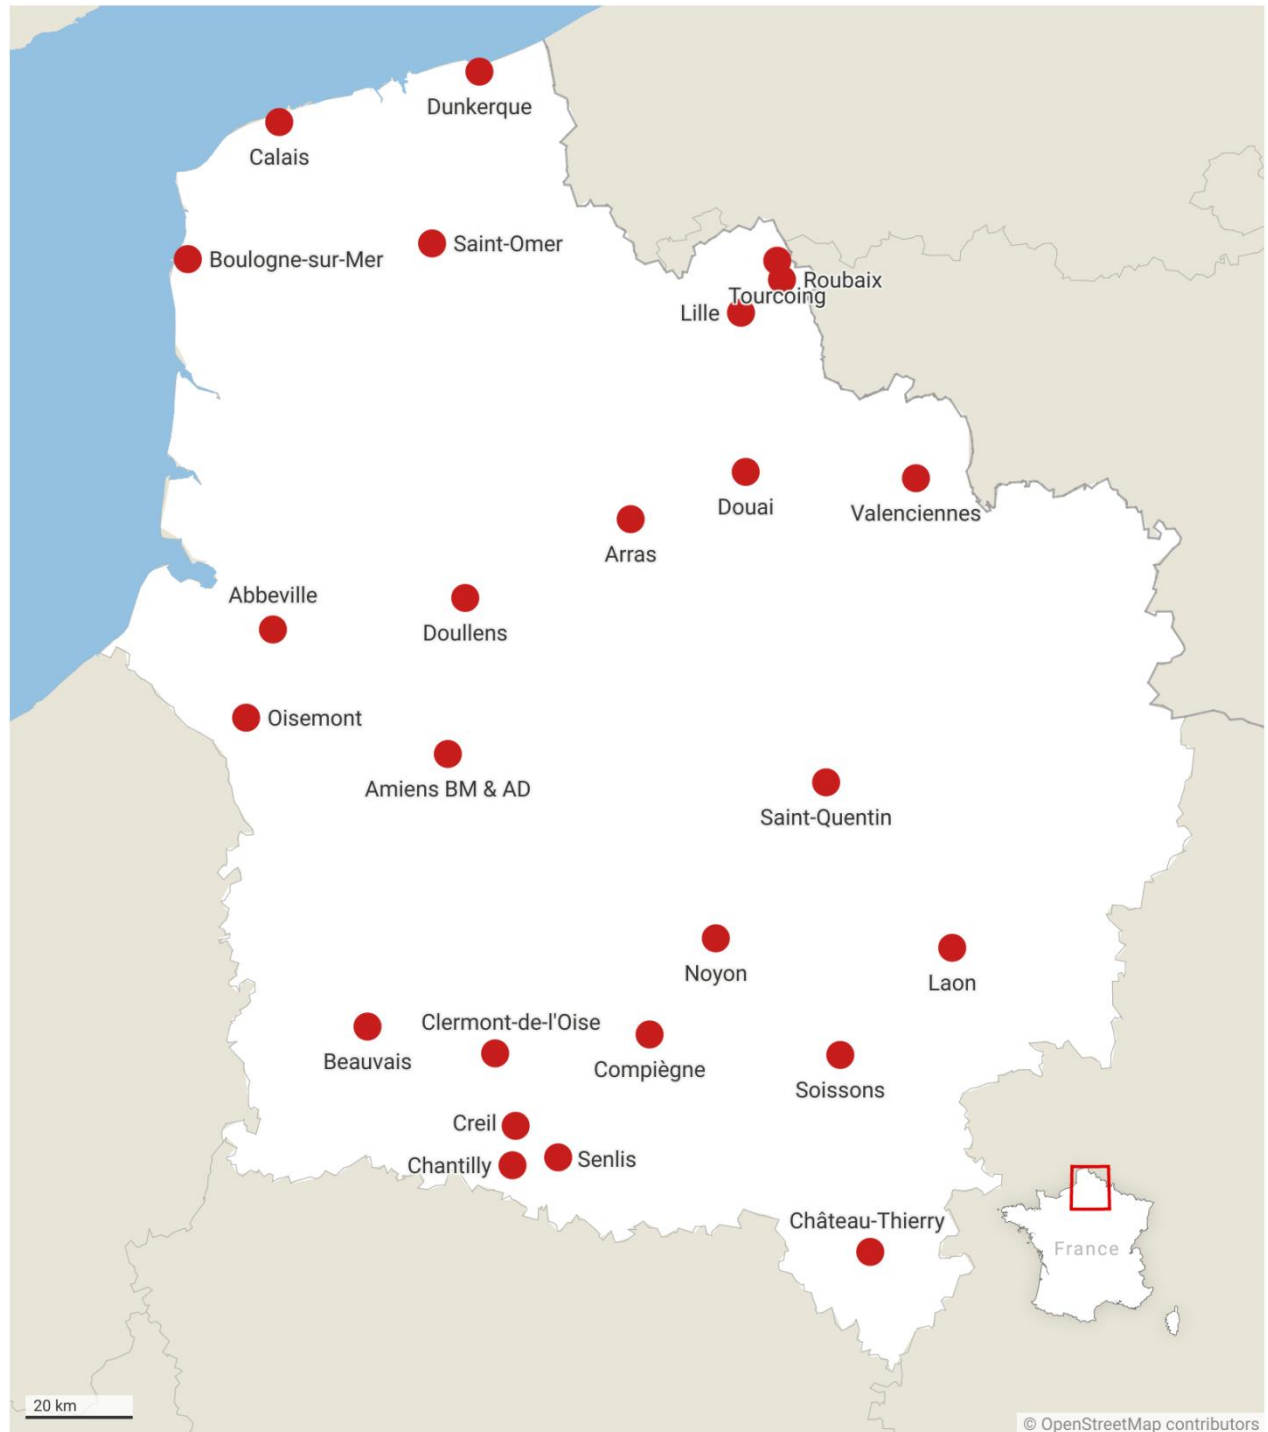 Dunkerque
Calais
Saint-Omer
Boulogne-sur-Mer
Roubaix
Tourcoing
Lille
Douai
Valenciennes
Arras
Abbeville
Doullens
Oisemont
Amiens BM & AD
Saint-Quentin
Noyon
Laon
Clermont-de-l'Oise
Beauvais
Compiègne
Soissons
Creil
Senlis
Chantilly
Château-Thierry
France
20 km
© OpenStreetMap contributors